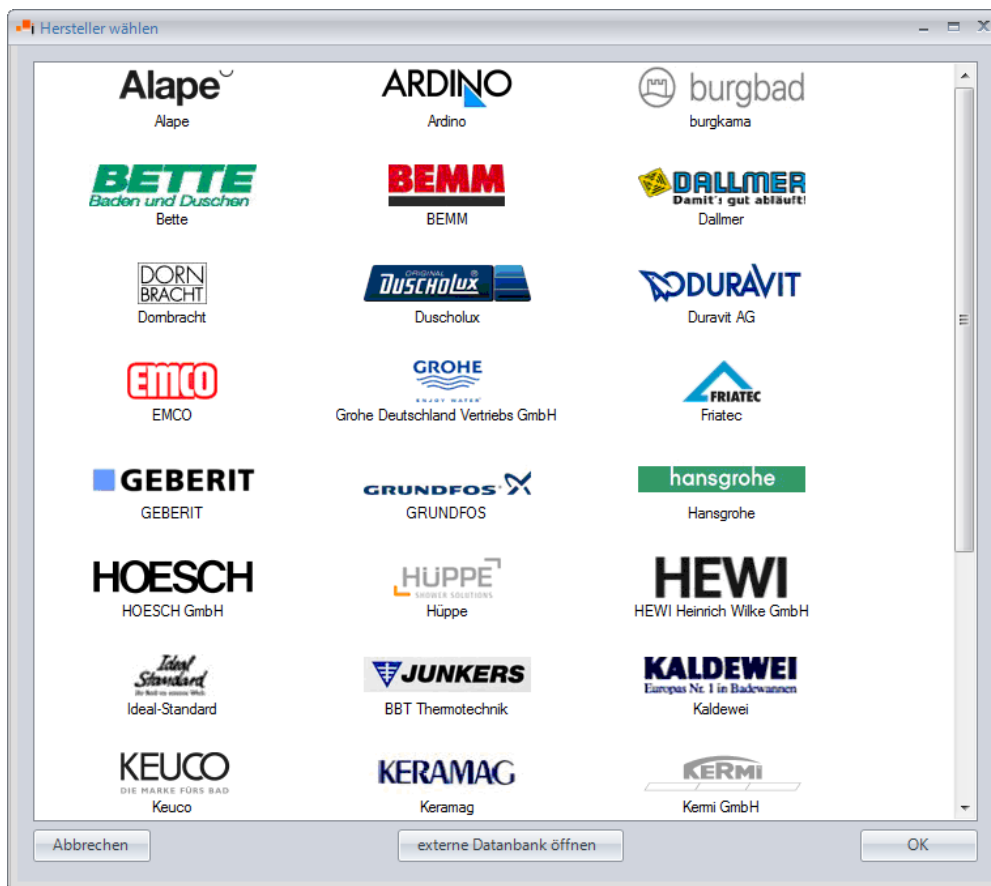 Hersteller wählen
Alape
ARDINO
burgbad
Alape
Ardino
burgkama
BETTE
Baden und Duschen
BEMM
DALLMER
Damit's gut abläuft!
Bette
BEMM
Dallmer
DORN
BRACHT
ORIGINAL
Duscholux
DURAVIT
Dornbracht
Duscholux
Duravit AG
EMCO
GROHE
ENJOY WATER
FRIATEC
EMCO
Grohe Deutschland Vertriebs GmbH
Friatec
GEBERIT
GRUNDFOS
hansgrohe
GEBERIT
GRUNDFOS
Hansgrohe
HOESCH
HÜPPE
SHOWER SOLUTIONS
HEWI
HOESCH GmbH
Hüppe
HEWI Heinrich Wilke GmbH
Ideal
Standard
JUNKERS
KALDEWEI
Europas Nr. 1 in Badewannen
Ideal-Standard
BBT Thermotechnik
Kaldewei
KEUCO
DIE MARKE FÜRS BAD
KERAMAG
KERMI
Keuco
Keramag
Kermi GmbH
Abbrechen
externe Datanbank öffnen
OK